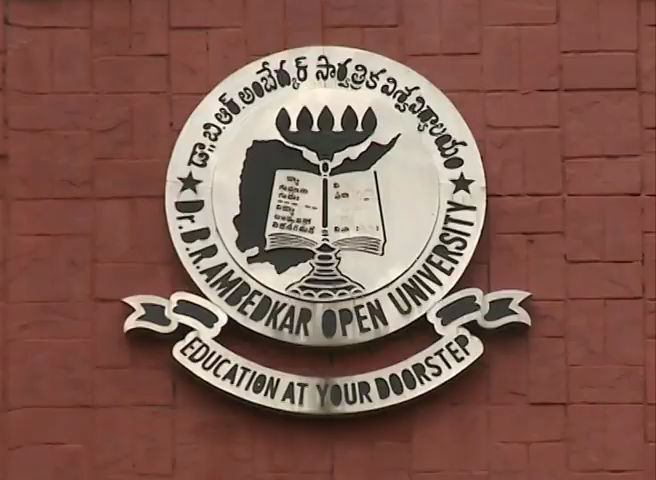 డా. బి.ఆర్. అంబేద్కర్ సార్వత్రిక విశ్వవిద్యాలయం
Dr. B.R. AMBEDKAR OPEN UNIVERSITY
EDUCATION AT YOUR DOORSTEP